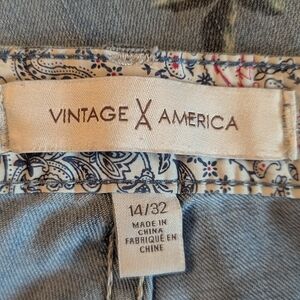 VINTAGE X AMERICA
14/32
MADE IN
CHINA
FABRIQUÉ EN
CHINE